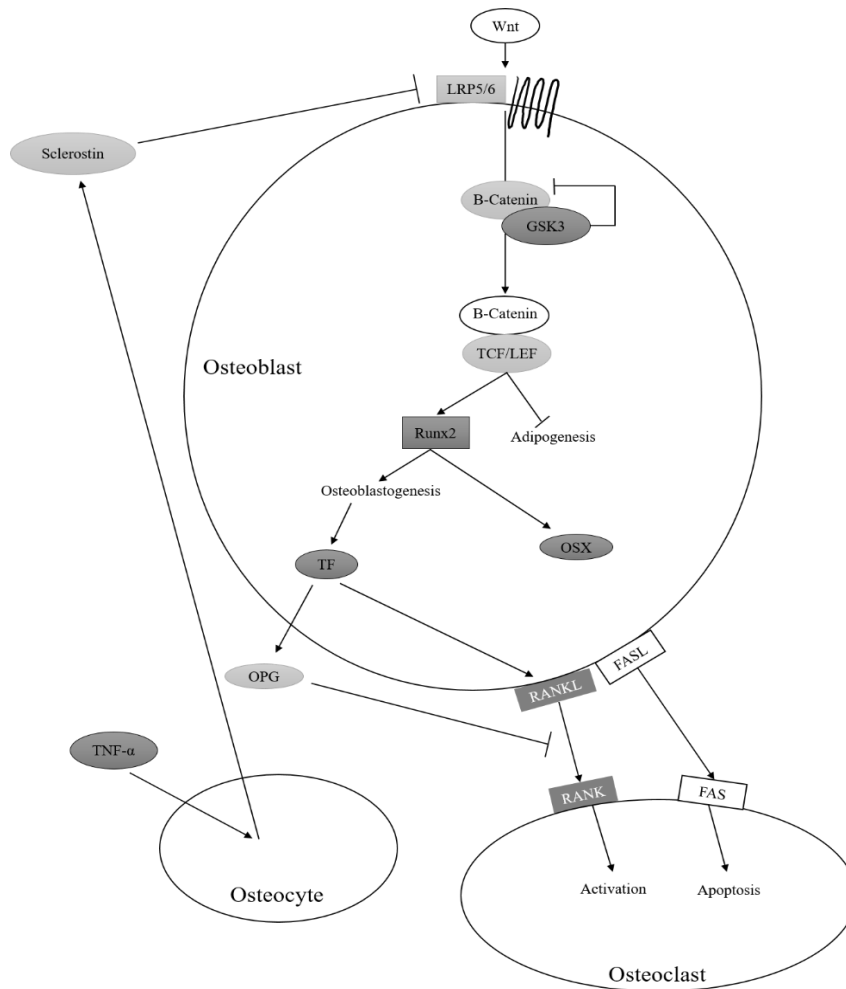 Wnt
LRP5/6
Sclerostin
B-Catenin
GSK3
B-Catenin
TCF/LEF
Osteoblast
Runx2
Adipogenesis
Osteoblastogenesis
OSX
TF
OPG
FASL
RANKL
TNF-α
RANK
FAS
Osteocyte
Activation
Apoptosis
Osteoclast